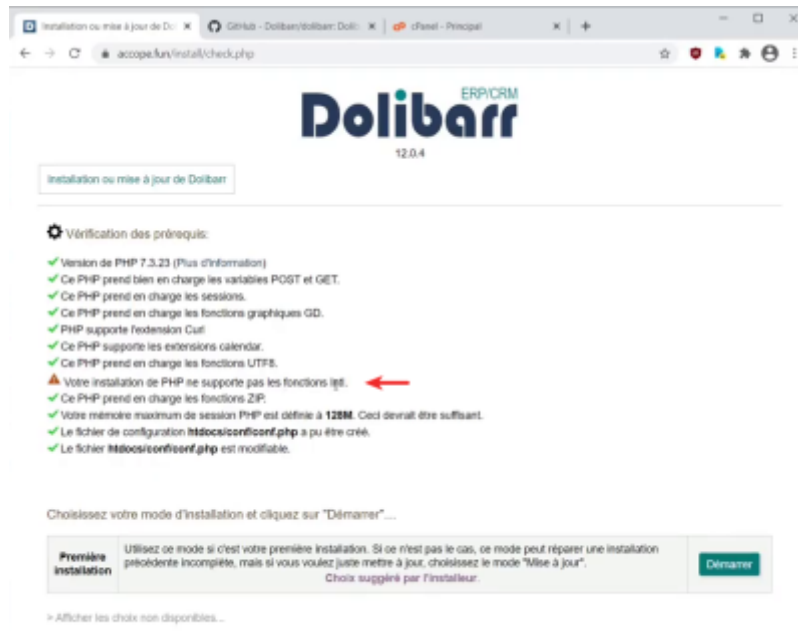 Installation ou mise à jour de Do
GitHub - Dolibarr/dolibarr: Dolib
cPanel - Principal
accope.fun/install/check.php
Dolibarr
ERP/CRM
12.0.4
Installation ou mise à jour de Dolibarr
Vérification des prérequis:
Version de PHP 7.3.23 (Plus d'information)
Ce PHP prend bien en charge les variables POST et GET.
Ce PHP prend en charge les sessions.
Ce PHP prend en charge les fonctions graphiques GD.
PHP supporte l'extension Curl
Ce PHP supporte les extensions calendar.
Ce PHP prend en charge les fonctions UTF8.
Votre installation de PHP ne supporte pas les fonctions Intl.
Ce PHP prend en charge les fonctions ZIP.
Votre mémoire maximum de session PHP est définie à 128M. Ceci devrait être suffisant.
Le fichier de configuration htdocs/conf/conf.php a pu être créé.
Le fichier htdocs/conf/conf.php est modifiable.
Choisissez votre mode d'installation et cliquez sur "Démarrer"....
Première
installation
Utilisez ce mode si c'est votre première installation. Si ce n'est pas le cas, ce mode peut réparer une installation
précédente incomplète, mais si vous voulez juste mettre à jour, choisissez le mode "Mise à jour".
Choix suggéré par l'installeur.
Démarrer
> Afficher les choix non disponibles...